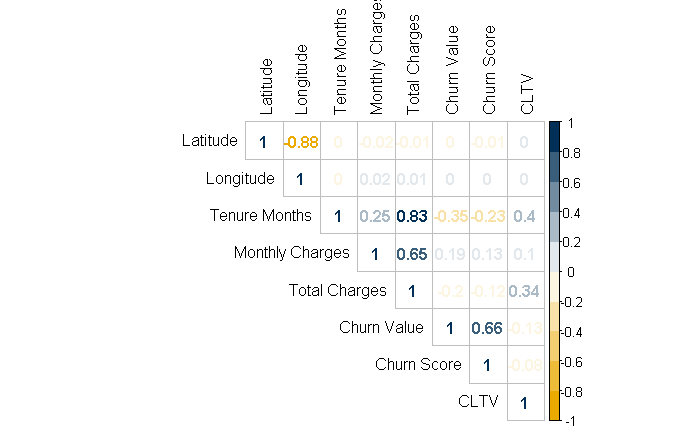 Latitude
Longitude
Tenure Months
Monthly Charges
Total Charges
Churn Value
Churn Score
CLTV
Latitude 1 -0.88 0 -0.02 -0.01 0 -0.01 0
Longitude 1 0 0.02 0.01 0 0 0
Tenure Months 1 0.25 0.83 -0.35 -0.23 0.4
Monthly Charges 1 0.65 0.19 0.13 0.1
Total Charges 1 -0.2 -0.12 0.34
Churn Value 1 0.66 -0.13
Churn Score 1 -0.08
CLTV 1
1
0.8
0.6
0.4
0.2
0
-0.2
-0.4
-0.6
-0.8
-1